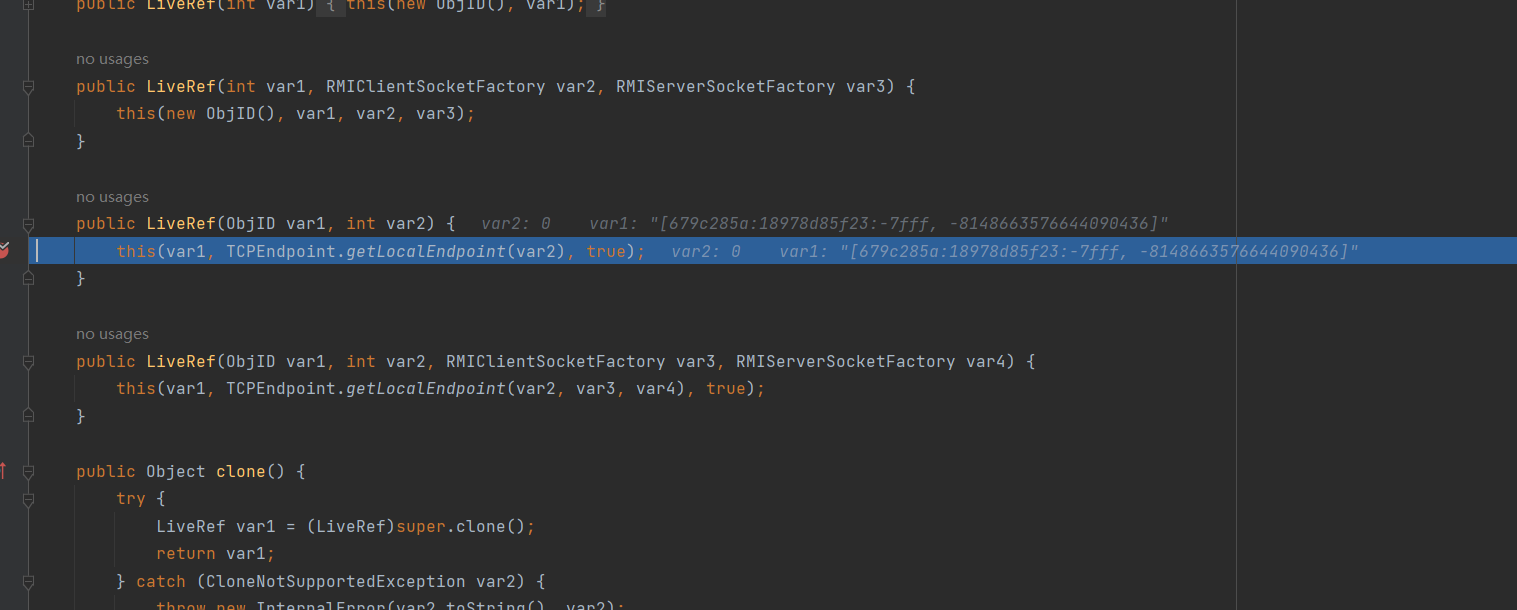 public LiveRef(int var1) { this(new ObjID(), var1); }
no usages
public LiveRef(int var1, RMIClientSocketFactory var2, RMIServerSocketFactory var3) {
this(new ObjID(), var1, var2, var3);
}
no usages
public LiveRef(ObjID var1, int var2) { var2: 0 var1: "[679c285a:18978d85f23:-7fff, -8148663576644090436]"
this(var1, TCPEndpoint.getLocalEndpoint(var2), true); var2: 0 var1: "[679c285a:18978d85f23:-7fff, -8148663576644090436]"
}
no usages
public LiveRef(ObjID var1, int var2, RMIClientSocketFactory var3, RMIServerSocketFactory var4) {
this(var1, TCPEndpoint.getLocalEndpoint(var2, var3, var4), true);
}
public Object clone() {
try {
LiveRef var1 = (LiveRef)super.clone();
return var1;
} catch (CloneNotSupportedException var2) {
throw new InternalError(var2.toString(), var2);